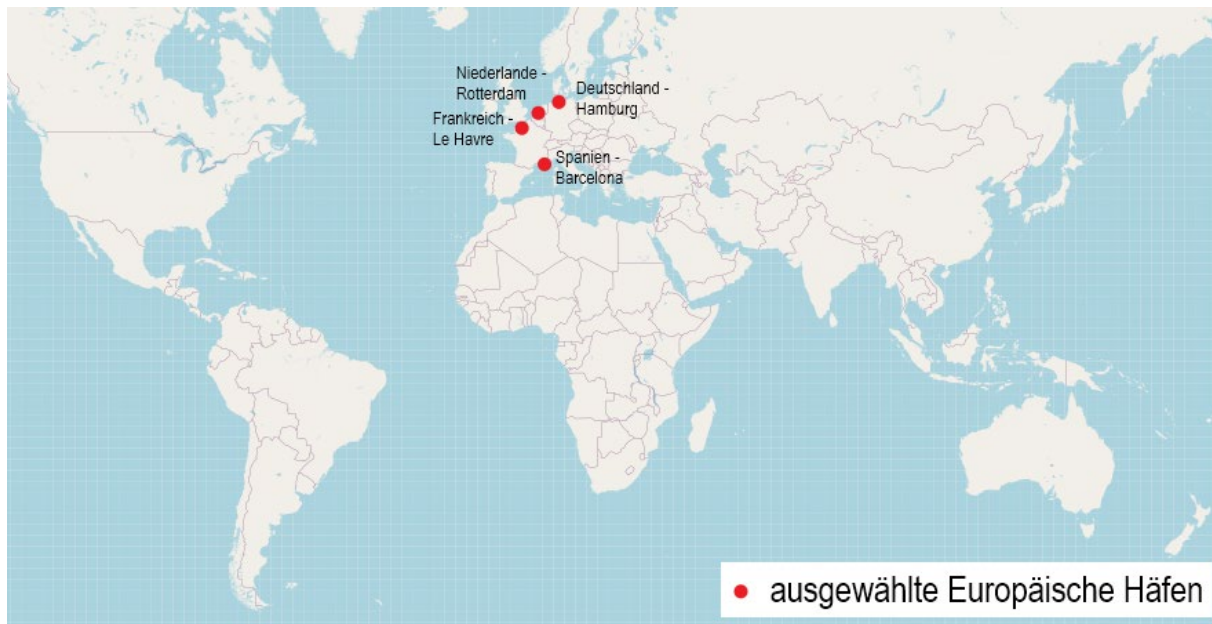 Niederlande -
Rotterdam
Deutschland -
Hamburg
Frankreich -
Le Havre
Spanien -
Barcelona
ausgewählte Europäische Häfen